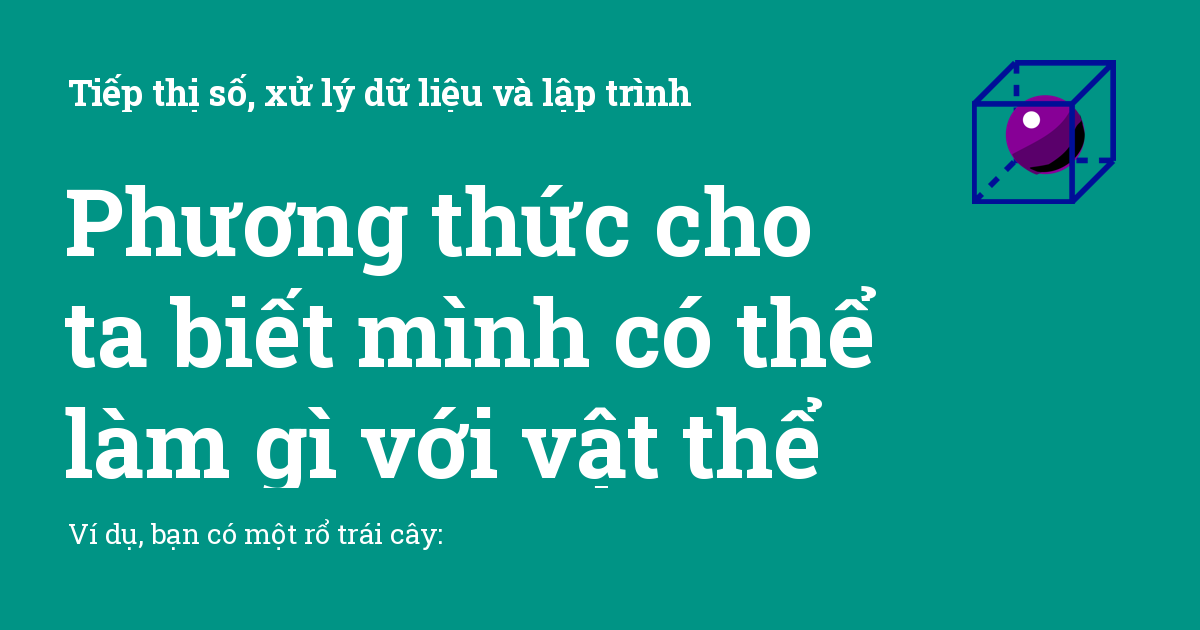 Tiếp thị số, xử lý dữ liệu và lập trình
Phương thức cho
ta biết mình có thể
làm gì với vật thể
Ví dụ, bạn có một rổ trái cây: